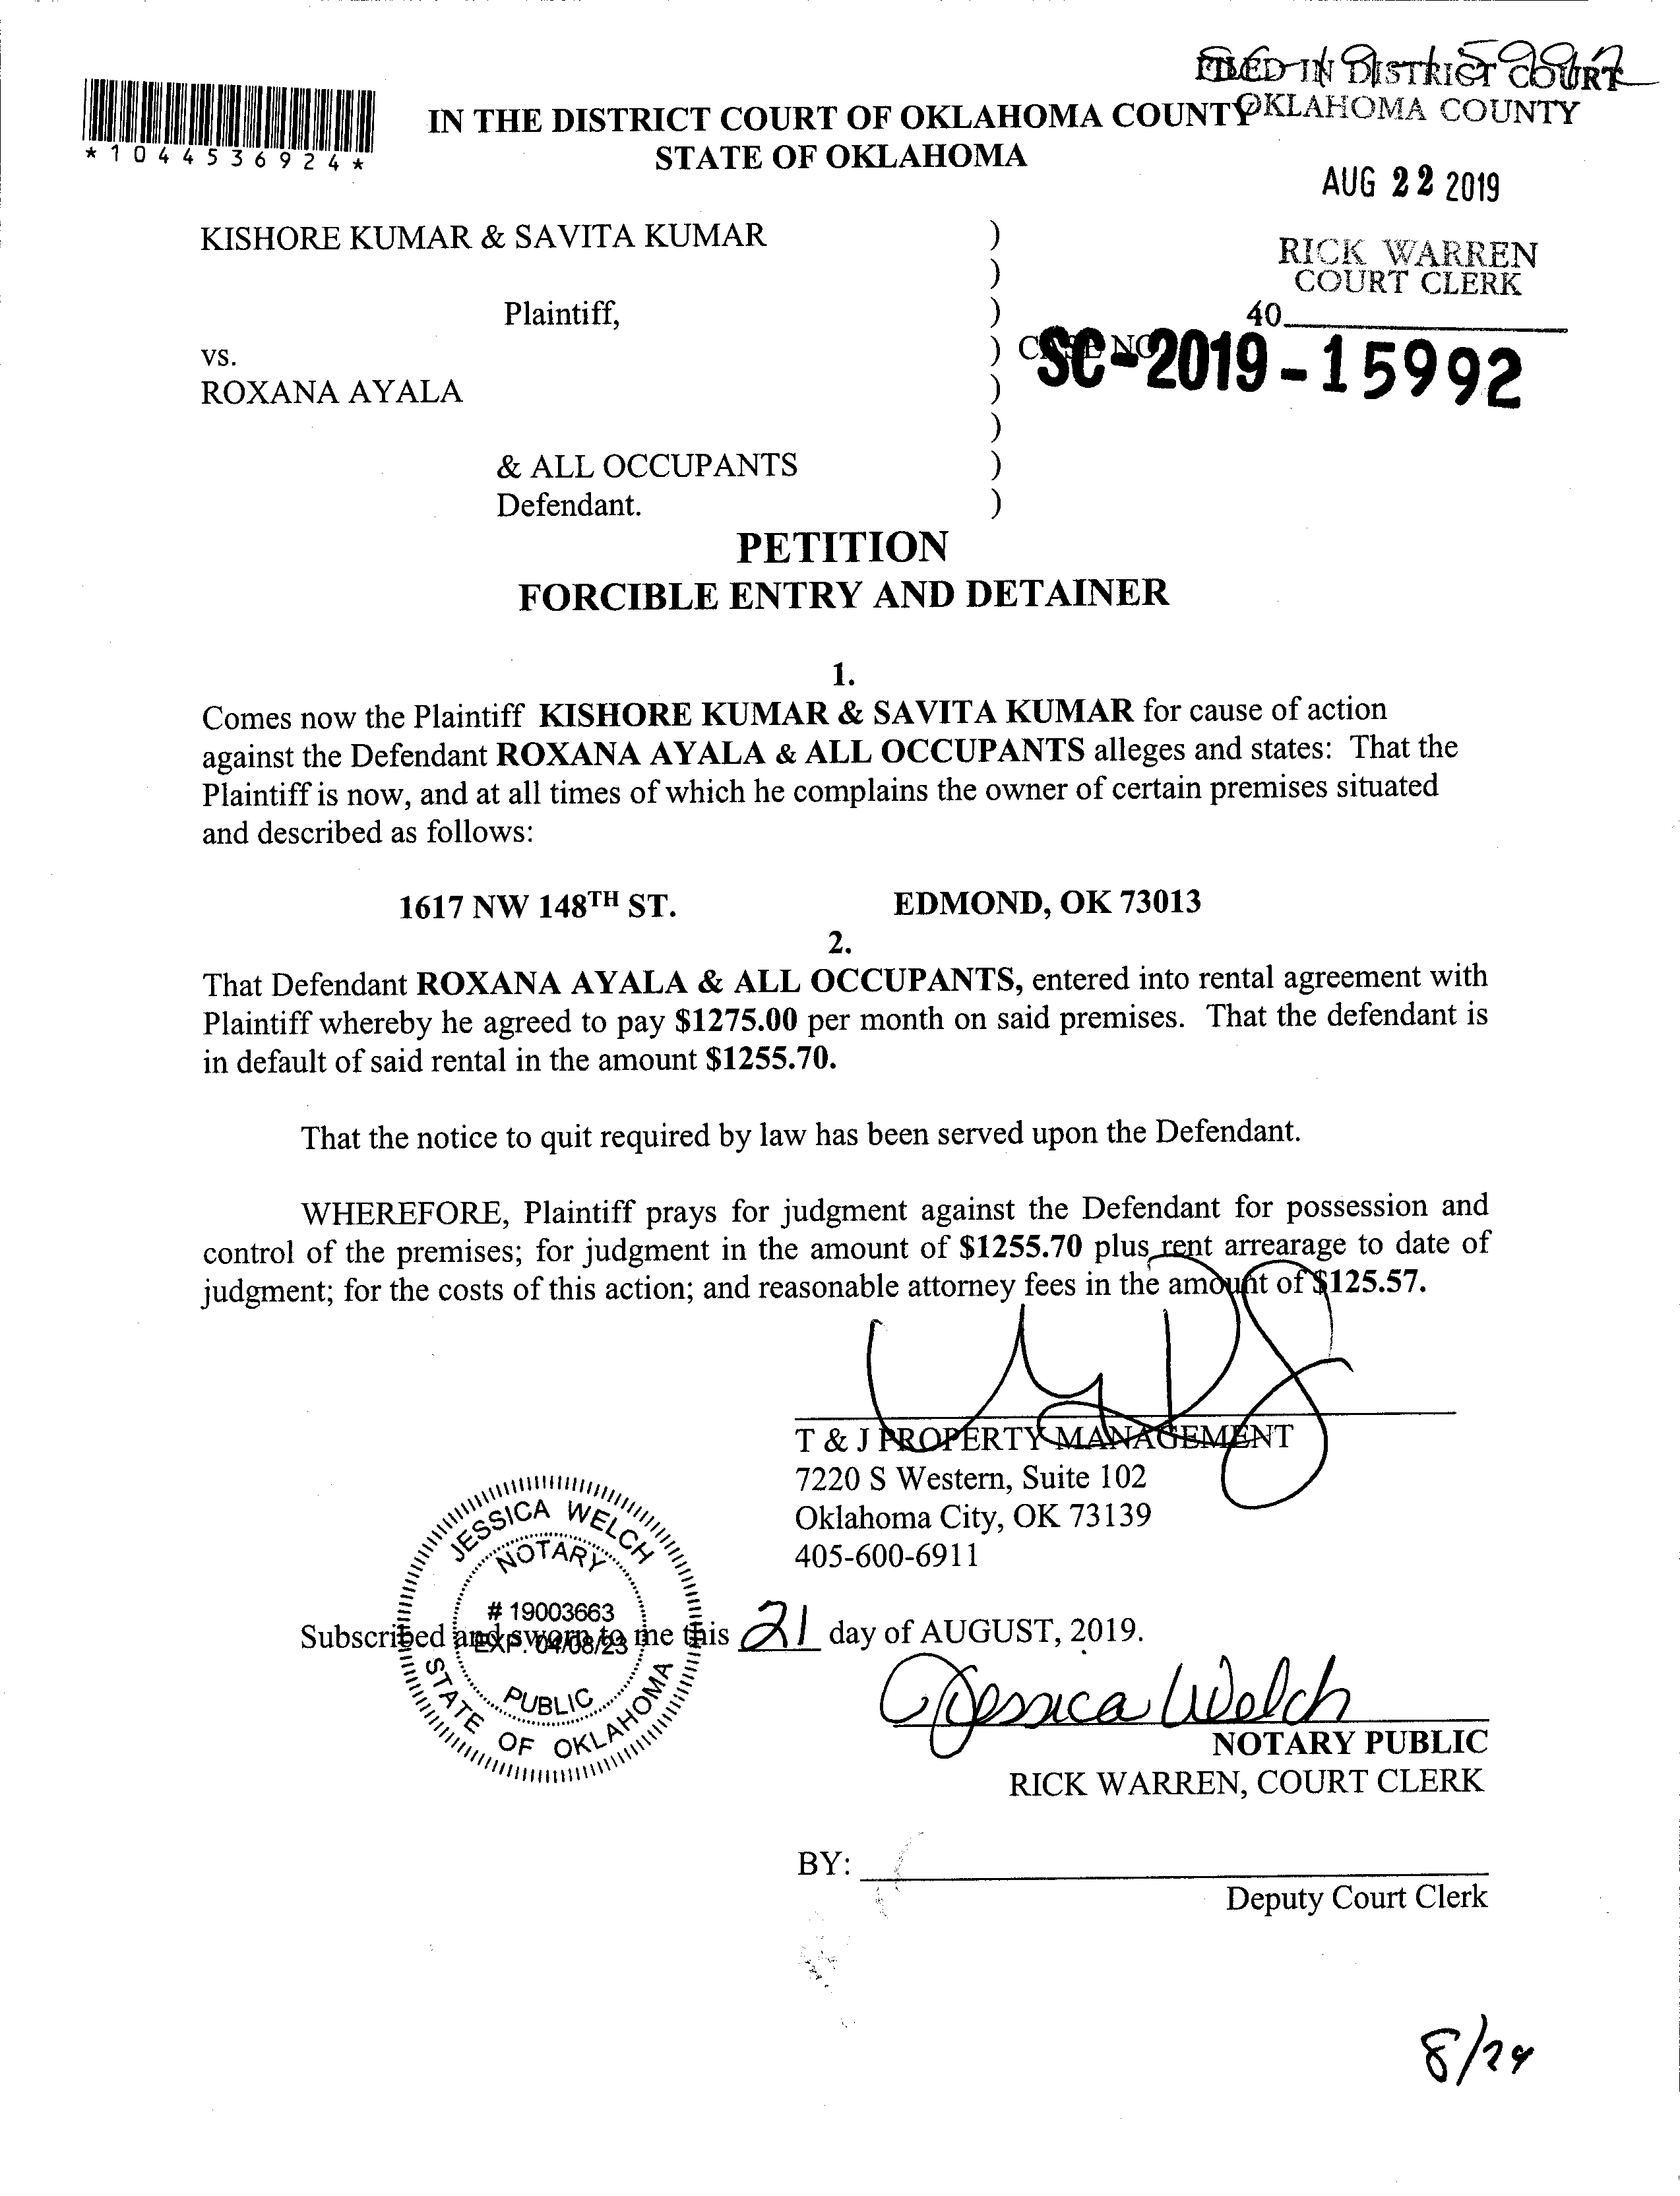 FILED IN DISTRICT COURT
OKLAHOMA COUNTY
*1044536924*
IN THE DISTRICT COURT OF OKLAHOMA COUNTY
STATE OF OKLAHOMA
AUG 22 2019
KISHORE KUMAR & SAVITA KUMAR )
)
RICK WARREN
COURT CLERK
Plaintiff, )
40
vs. ) CASE NO
SC-2019-15992
ROXANA AYALA )
)
& ALL OCCUPANTS )
Defendant. )
PETITION
FORCIBLE ENTRY AND DETAINER
1.
Comes now the Plaintiff KISHORE KUMAR & SAVITA KUMAR for cause of action
against the Defendant ROXANA AYALA & ALL OCCUPANTS alleges and states: That the
Plaintiff is now, and at all times of which he complains the owner of certain premises situated
and described as follows:
1617 NW 148TH ST. EDMOND, OK 73013
2.
That Defendant ROXANA AYALA & ALL OCCUPANTS, entered into rental agreement with
Plaintiff whereby he agreed to pay $1275.00 per month on said premises. That the defendant is
in default of said rental in the amount $1255.70.
That the notice to quit required by law has been served upon the Defendant.
WHEREFORE, Plaintiff prays for judgment against the Defendant for possession and
control of the premises; for judgment in the amount of $1255.70 plus rent arrearage to date of
judgment; for the costs of this action; and reasonable attorney fees in the amount of $125.57.
T & J PROPERTY MANAGEMENT
7220 S Western, Suite 102
Oklahoma City, OK 73139
405-600-6911
JESSICA WELCH
NOTARY
# 19003663
EXP. 04/08/23
PUBLIC
STATE OF OKLAHOMA
Subscribed and sworn to me this 21 day of AUGUST, 2019.
Jessica Welch
NOTARY PUBLIC
RICK WARREN, COURT CLERK
BY:
Deputy Court Clerk